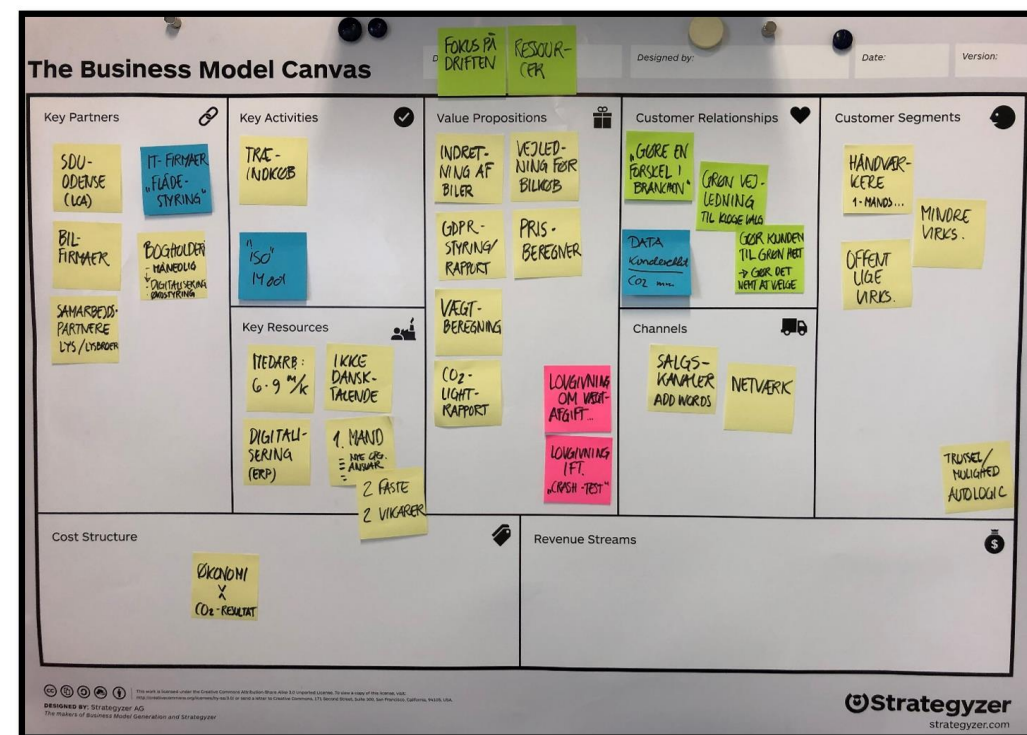 FOKUS PÅ
DRIFTEN
RESSOUR-
CER
The Business Model Canvas
Designed by:
Date:
Version:
Key Partners
SDU-
ODENSE
(LCA)
IT-FIRMAER
"FLÅDE-
STYRING"
BIL-
FIRMAER
BOGHOLDERI
- MÅNEDLIG
DIGITALISERING
SAMARBEJDS-
PARTNERE
LYS/LYSBROER
Key Activities
TRÆ-
INDKØB
"ISO"
14001
Key Resources
MEDARB:
6-9 m/k
IKKE
DANSK-
TALENDE
DIGITALI-
SERING
(ERP)
1. MAND
ANSVAR
2 FASTE
2 VIKARER
Value Propositions
INDRET-
NING AF
BILER
VEJLED-
NING FØR
BILKØB
GDPR-
STYRING/
RAPPORT
PRIS-
BEREGNER
VÆGT-
BEREGNING
CO2-
LIGHT-
RAPPORT
LOVGIVNING
OM VÆGT-
AFGIFT...
LOVGIVNING
IFT.
"CRASH-TEST"
Customer Relationships
"GØRE EN
FORSKEL I
BRANCHEN"
GRØN VEJ-
LEDNING
TIL KLOGE VALG
DATA
CO2
GØR KUNDEN
TIL GRØN HELT
→ GØR DET
NEMT AT VÆLGE
Channels
SALGS-
KANALER
ADD WORDS
NETVÆRK
Customer Segments
HÅNDVÆR-
KERE
1-MANDS...
MINDRE
VIRKS.
OFFENT
LIGE
VIRKS.
TRUSSEL/
MULIGHED
AUTOLOGIC
Cost Structure
ØKONOMI
CO2-RESULTAT
Revenue Streams
DESIGNED BY: Strategyzer AG
The makers of Business Model Generation and Strategyzer
Strategyzer
strategyzer.com